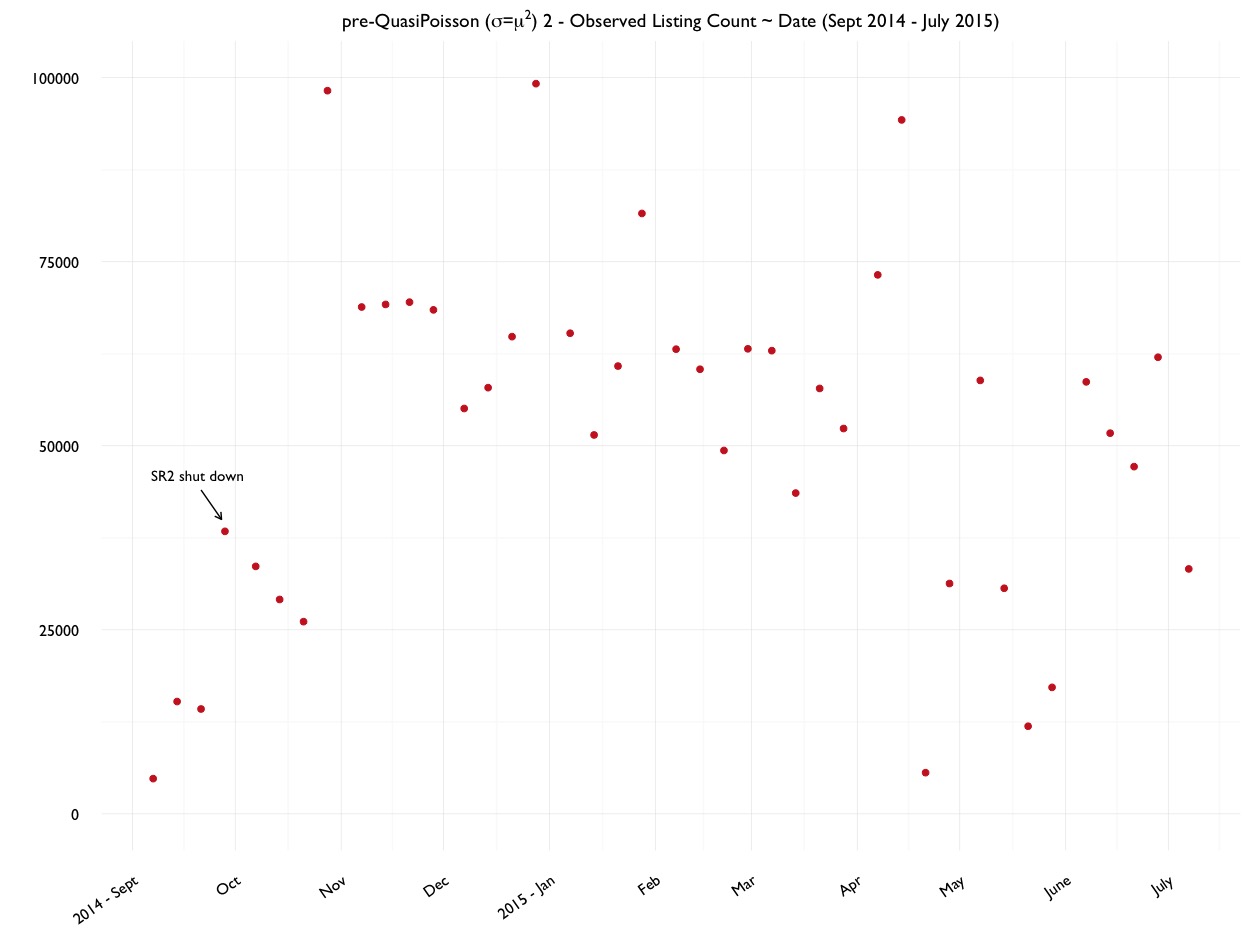 pre-QuasiPoisson (σ=μ²) 2 - Observed Listing Count ~ Date (Sept 2014 - July 2015)
100000
75000
50000
SR2 shut down
25000
0
2014 - Sept
Oct
Nov
Dec
2015 - Jan
Feb
Mar
Apr
May
June
July